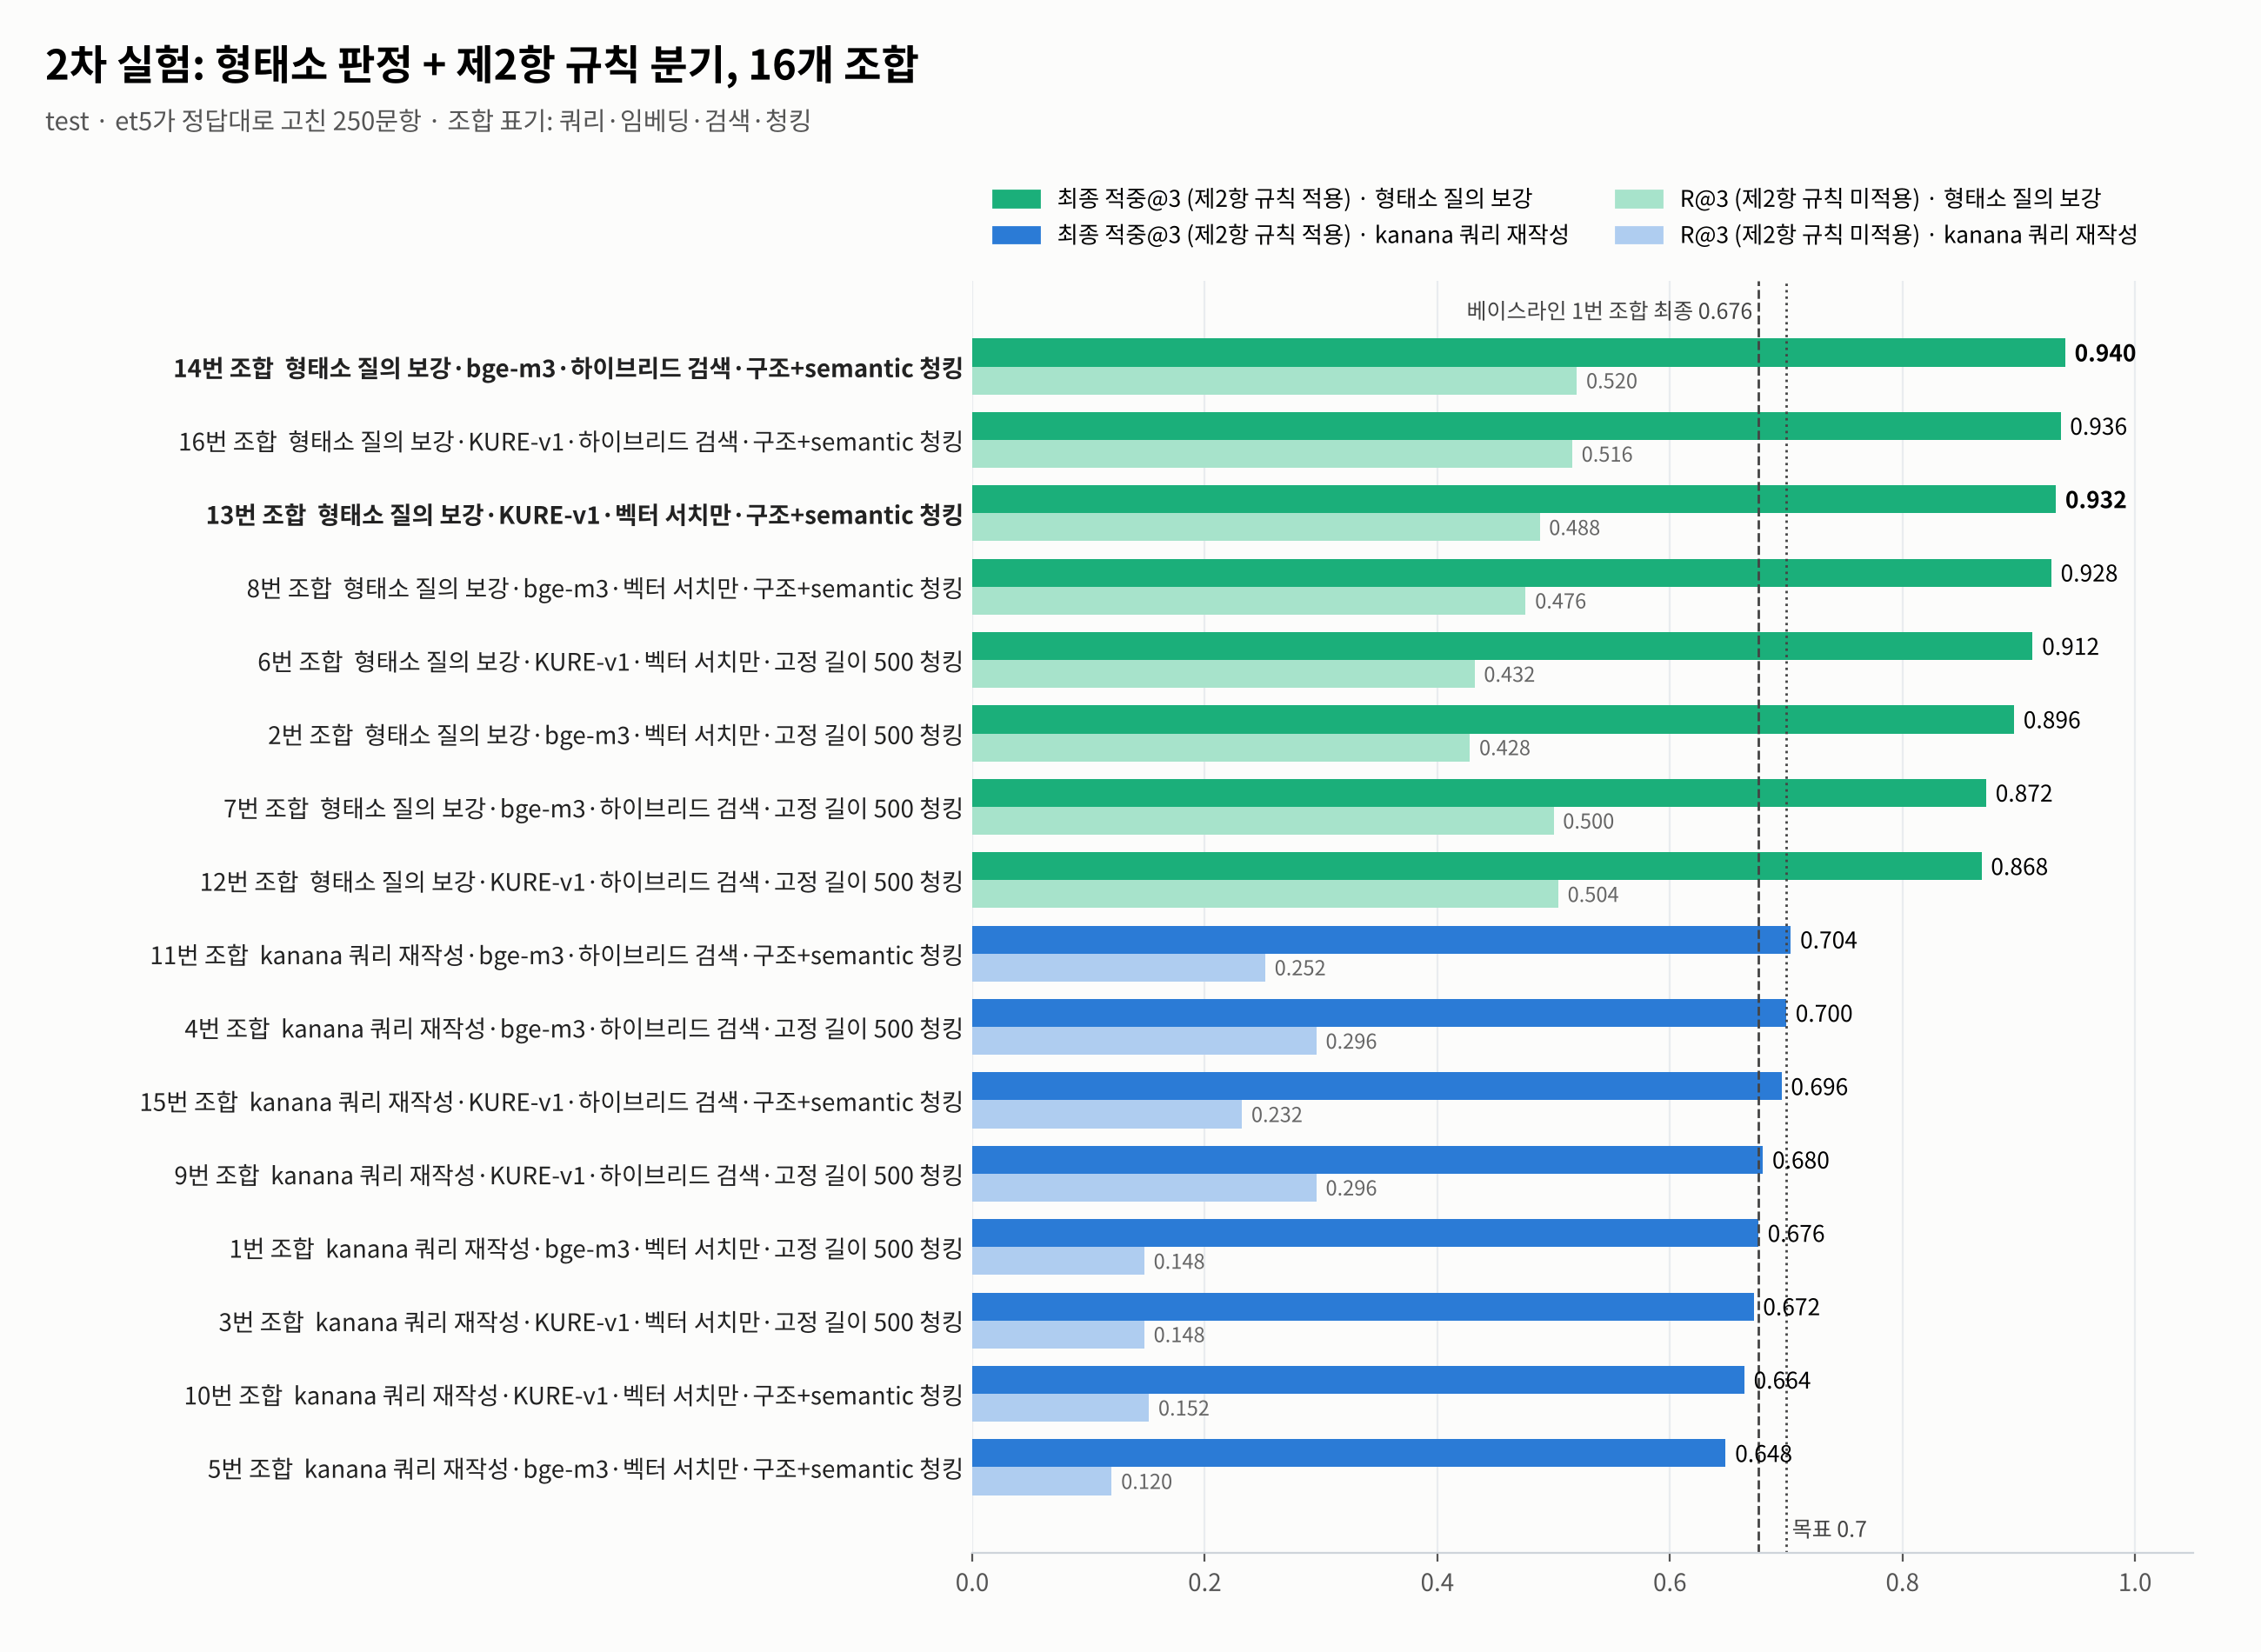 2차 실험: 형태소 판정 + 제2항 규칙 분기, 16개 조합
test · et5가 정답대로 고친 250문항 · 조합 표기: 쿼리·임베딩·검색·청킹
최종 적중@3 (제2항 규칙 적용) · 형태소 질의 보강
R@3 (제2항 규칙 미적용) · 형태소 질의 보강
최종 적중@3 (제2항 규칙 적용) · kanana 쿼리 재작성
R@3 (제2항 규칙 미적용) · kanana 쿼리 재작성
베이스라인 1번 조합 최종 0.676
14번 조합 형태소 질의 보강·bge-m3·하이브리드 검색·구조+semantic 청킹
0.940
0.520
16번 조합 형태소 질의 보강·KURE-v1·하이브리드 검색·구조+semantic 청킹
0.936
0.516
13번 조합 형태소 질의 보강·KURE-v1·벡터 서치만·구조+semantic 청킹
0.932
0.488
8번 조합 형태소 질의 보강·bge-m3·벡터 서치만·구조+semantic 청킹
0.928
0.476
6번 조합 형태소 질의 보강·KURE-v1·벡터 서치만·고정 길이 500 청킹
0.912
0.432
2번 조합 형태소 질의 보강·bge-m3·벡터 서치만·고정 길이 500 청킹
0.896
0.428
7번 조합 형태소 질의 보강·bge-m3·하이브리드 검색·고정 길이 500 청킹
0.872
0.500
12번 조합 형태소 질의 보강·KURE-v1·하이브리드 검색·고정 길이 500 청킹
0.868
0.504
11번 조합 kanana 쿼리 재작성·bge-m3·하이브리드 검색·구조+semantic 청킹
0.704
0.252
4번 조합 kanana 쿼리 재작성·bge-m3·하이브리드 검색·고정 길이 500 청킹
0.700
0.296
15번 조합 kanana 쿼리 재작성·KURE-v1·하이브리드 검색·구조+semantic 청킹
0.696
0.232
9번 조합 kanana 쿼리 재작성·KURE-v1·하이브리드 검색·고정 길이 500 청킹
0.680
0.296
1번 조합 kanana 쿼리 재작성·bge-m3·벡터 서치만·고정 길이 500 청킹
0.676
0.148
3번 조합 kanana 쿼리 재작성·KURE-v1·벡터 서치만·고정 길이 500 청킹
0.672
0.148
10번 조합 kanana 쿼리 재작성·KURE-v1·벡터 서치만·구조+semantic 청킹
0.664
0.152
5번 조합 kanana 쿼리 재작성·bge-m3·벡터 서치만·구조+semantic 청킹
0.648
0.120
목표 0.7
0.0 0.2 0.4 0.6 0.8 1.0